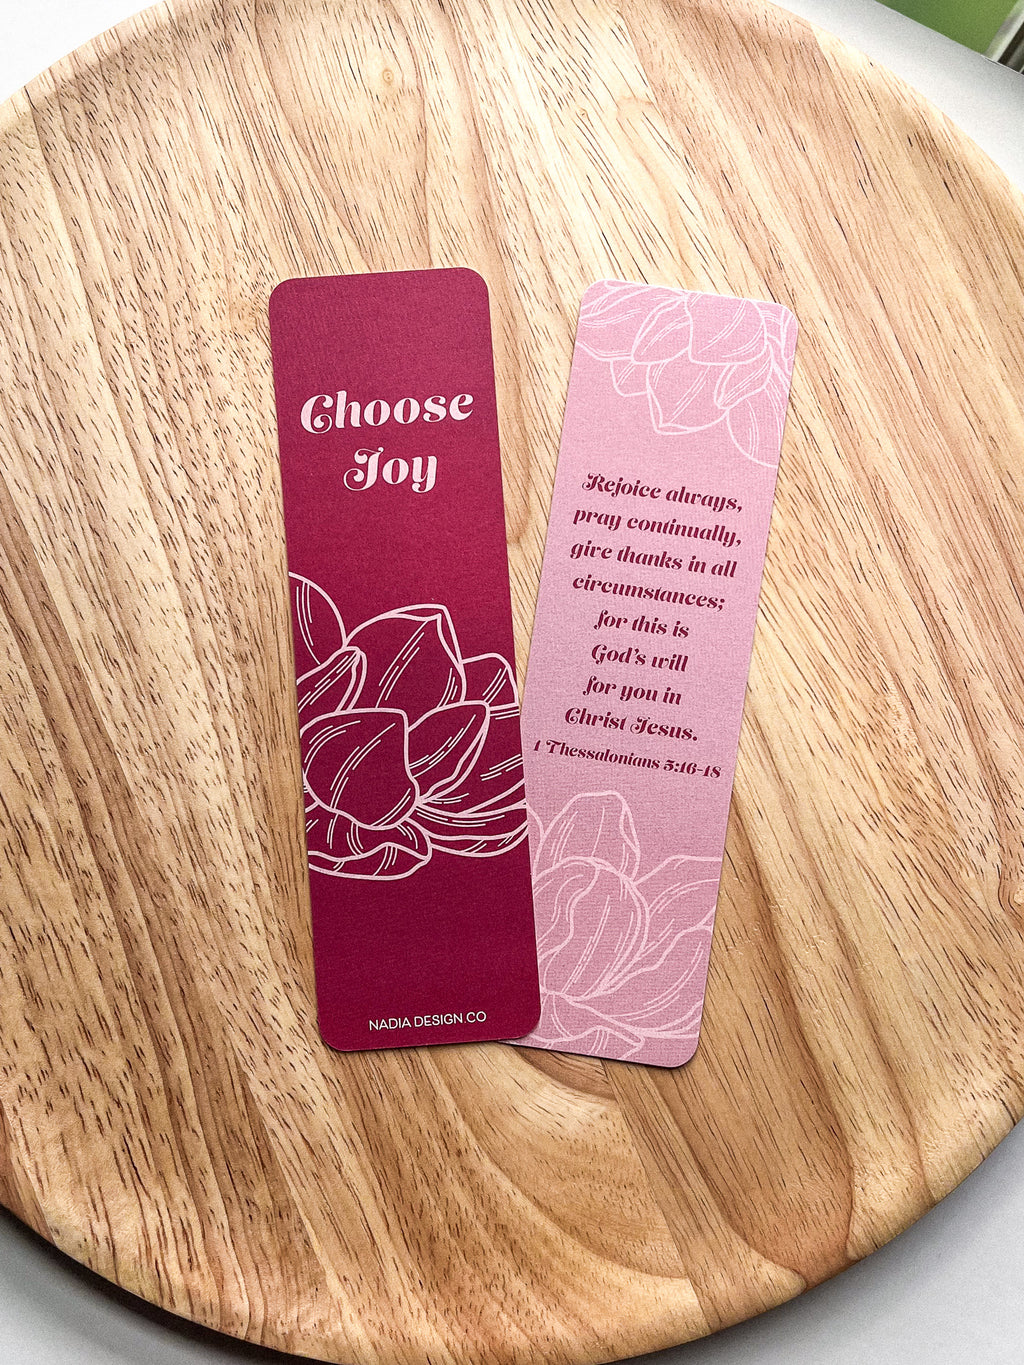 Choose
Joy
NADIA DESIGN.CO
Rejoice always,
pray continually,
give thanks in all
circumstances;
for this is
God's will
for you in
Christ Jesus.
1 Thessalonians 5:16-18